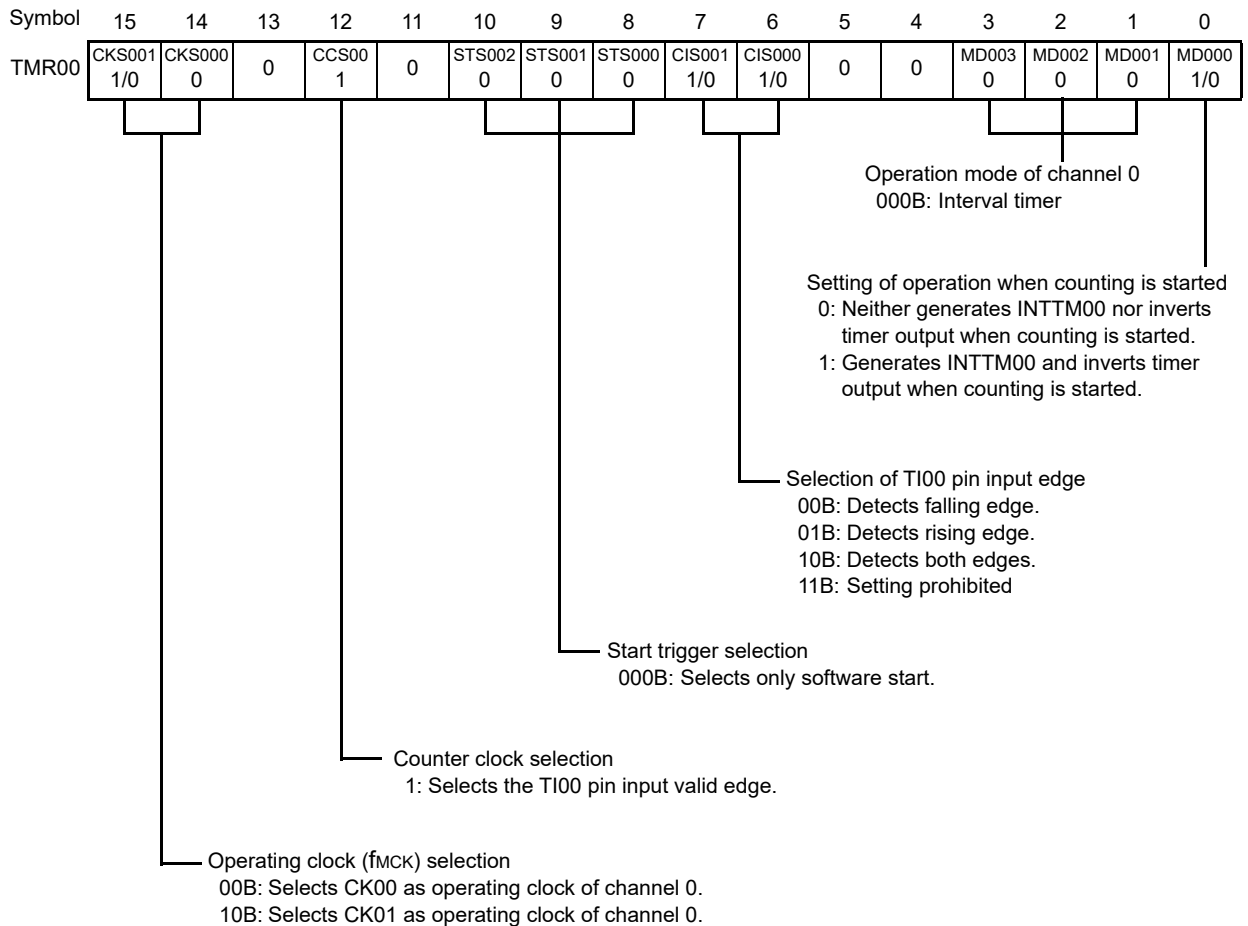 Symbol 15 14 13 12 11 10 9 8 7 6 5 4 3 2 1 0
CKS001 CKS000 CCS00 STS002 STS001 STS000 CIS001 CIS000 MD003 MD002 MD001 MD000
TMR00 1/0 0 0 1 0 0 0 0 1/0 1/0 0 0 0 0 0 1/0
Operation mode of channel 0
000B: Interval timer
Setting of operation when counting is started
0: Neither generates INTTM00 nor inverts
timer output when counting is started.
1: Generates INTTM00 and inverts timer
output when counting is started.
Selection of TI00 pin input edge
00B: Detects falling edge.
01B: Detects rising edge.
10B: Detects both edges.
11B: Setting prohibited
Start trigger selection
000B: Selects only software start.
Counter clock selection
1: Selects the TI00 pin input valid edge.
Operating clock (fMCK) selection
00B: Selects CK00 as operating clock of channel 0.
10B: Selects CK01 as operating clock of channel 0.